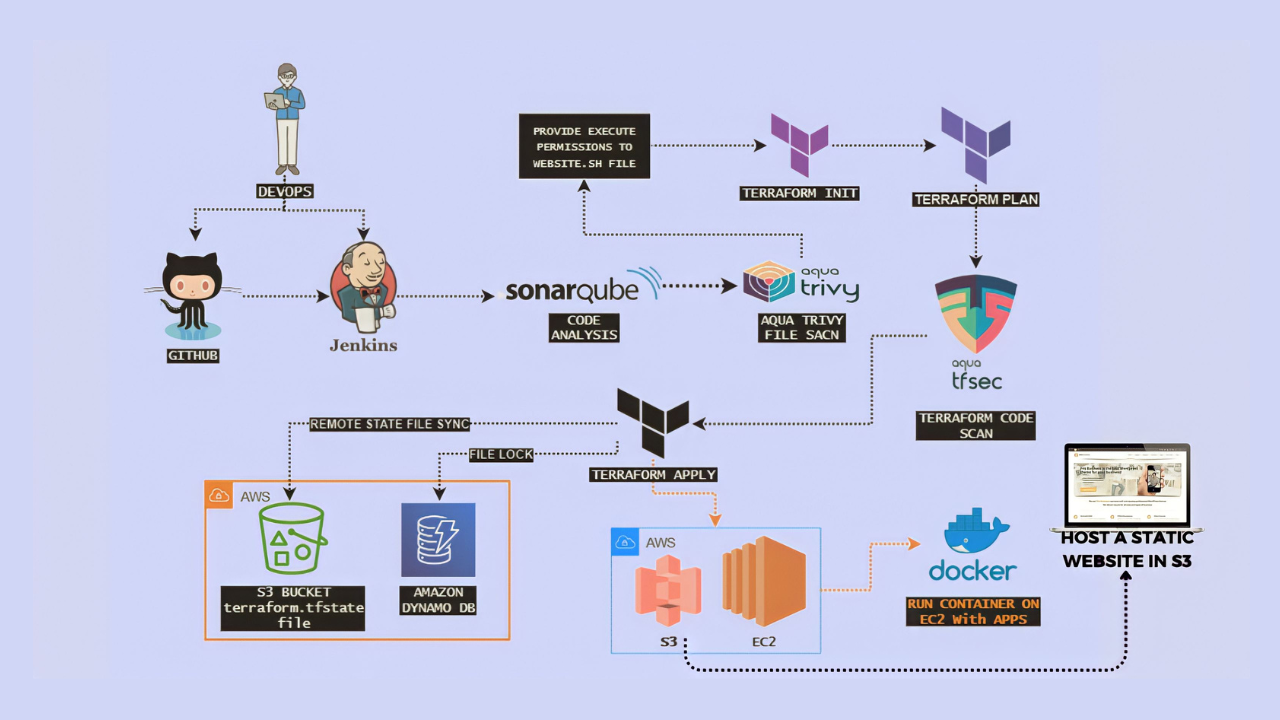 DEVOPS
PROVIDE EXECUTE
PERMISSIONS TO
WEBSITE.SH FILE
TERRAFORM INIT
TERRAFORM PLAN
GITHUB
Jenkins
sonarqube
CODE
ANALYSIS
aqua
trivy
AQUA TRIVY
FILE SACN
aqua
tfsec
TERRAFORM CODE
SCAN
REMOTE STATE FILE SYNC
FILE LOCK
TERRAFORM APPLY
AWS
S3 BUCKET
terraform.tfstate
file
AMAZON
DYNAMO DB
AWS
S3
EC2
docker
RUN CONTAINER ON
EC2 With APPS
HOST A STATIC
WEBSITE IN S3